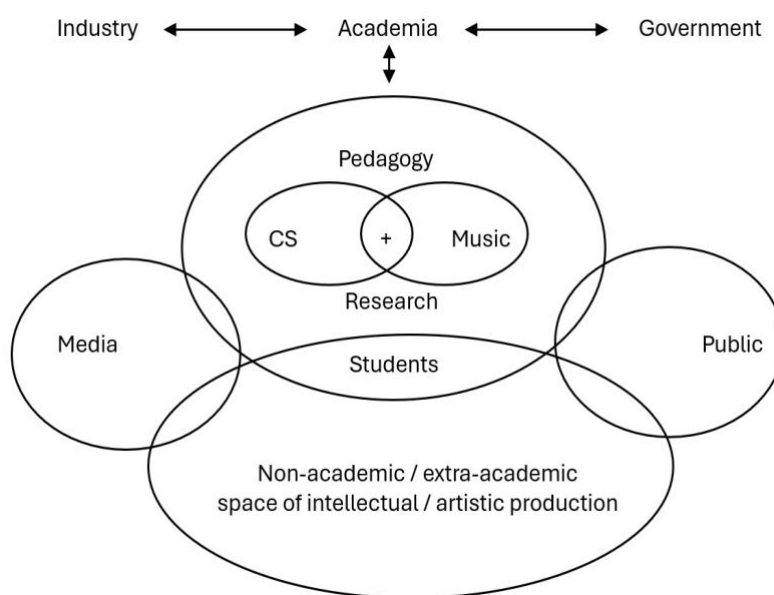 Industry Academia Government
Pedagogy
CS + Music
Research
Media Public
Students
Non-academic / extra-academic
space of intellectual / artistic production